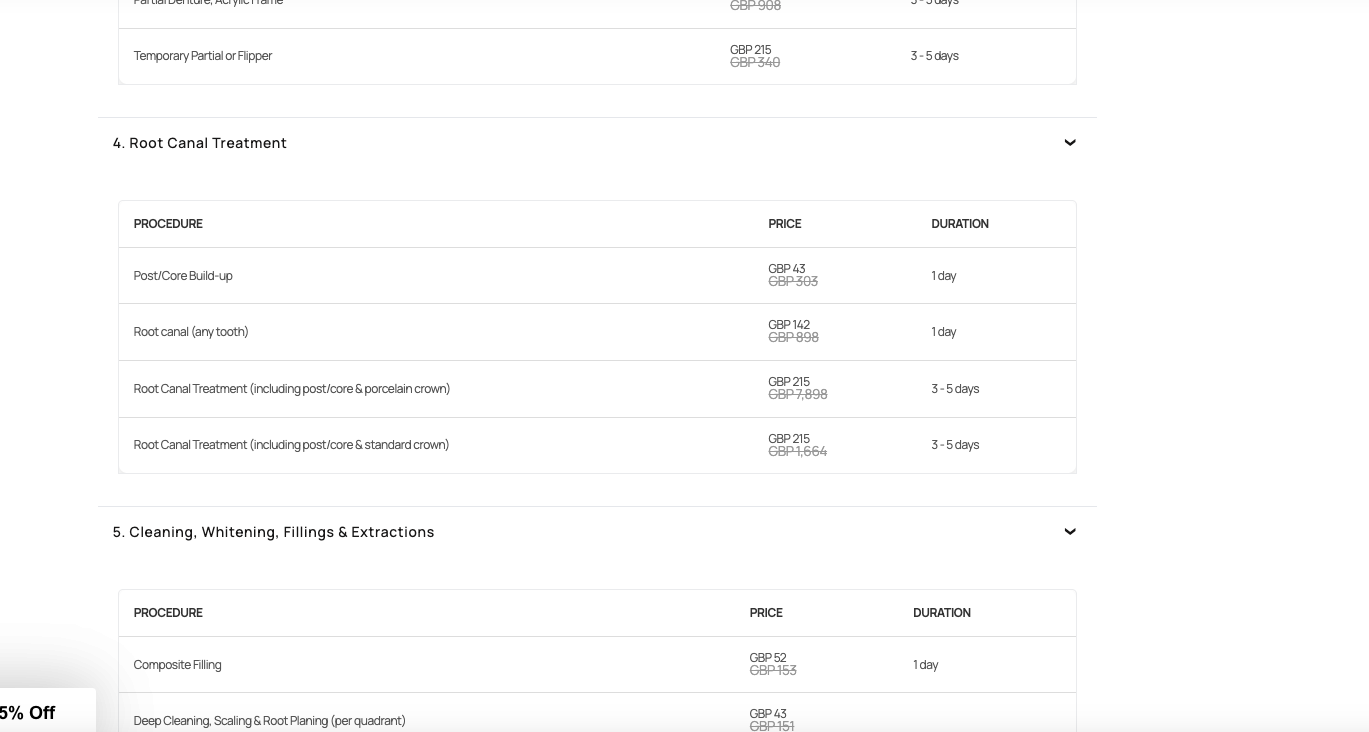 Partial Denture, Acrylic Frame
GBP 908
3 - 5 days
Temporary Partial or Flipper
GBP 215
GBP 340
3 - 5 days
4. Root Canal Treatment
PROCEDURE PRICE DURATION
Post/Core Build-up
GBP 43
GBP 303
1 day
Root canal (any tooth)
GBP 142
GBP 898
1 day
Root Canal Treatment (including post/core & porcelain crown)
GBP 215
GBP 7,898
3 - 5 days
Root Canal Treatment (including post/core & standard crown)
GBP 215
GBP 1,664
3 - 5 days
5. Cleaning, Whitening, Fillings & Extractions
PROCEDURE PRICE DURATION
Composite Filling
GBP 52
GBP 153
1 day
5% Off
Deep Cleaning, Scaling & Root Planing (per quadrant)
GBP 43
GBP 151